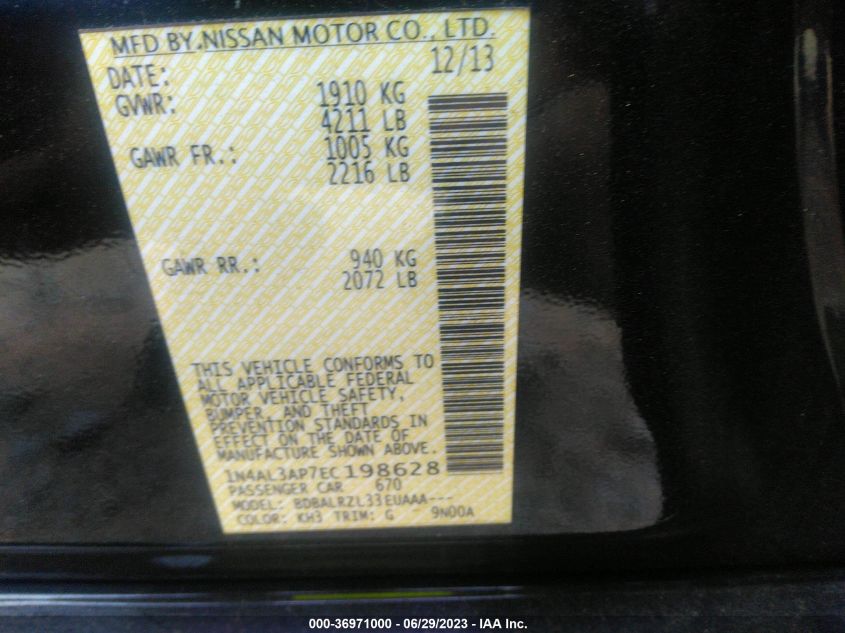 MFD BY.NISSAN MOTOR CO., LTD.
DATE: 12/13
GVWR: 1910 KG
4211 LB
GAWR FR.: 1005 KG
2216 LB
GAWR RR.: 940 KG
2072 LB
THIS VEHICLE CONFORMS TO
ALL APPLICABLE FEDERAL
MOTOR VEHICLE SAFETY,
BUMPER, AND THEFT
PREVENTION STANDARDS IN
EFFECT ON THE DATE OF
MANUFACTURE SHOWN ABOVE.
1N4AL3AP7EC198628
PASSENGER CAR 670
MODEL: BDBALRZL33EUAAA---
COLOR: KH3 TRIM: G 9N00A
000-36971000 - 06/29/2023 - IAA Inc.